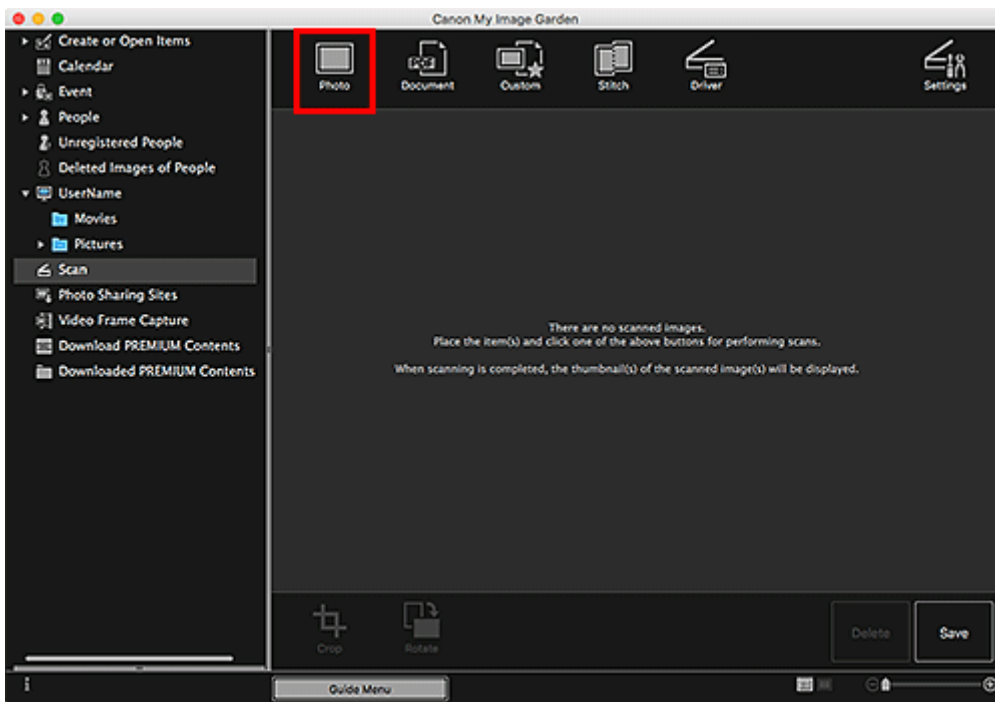 Canon My Image Garden
Create or Open Items
Calendar
Event
People
Unregistered People
Deleted Images of People
UserName
Movies
Pictures
Scan
Photo Sharing Sites
Video Frame Capture
Download PREMIUM Contents
Downloaded PREMIUM Contents
Photo
Document
Custom
Stitch
Driver
Settings
There are no scanned images.
Place the item(s) and click one of the above buttons for performing scans.
When scanning is completed, the thumbnail(s) of the scanned image(s) will be displayed.
Crop
Rotate
Delete
Save
Guide Menu